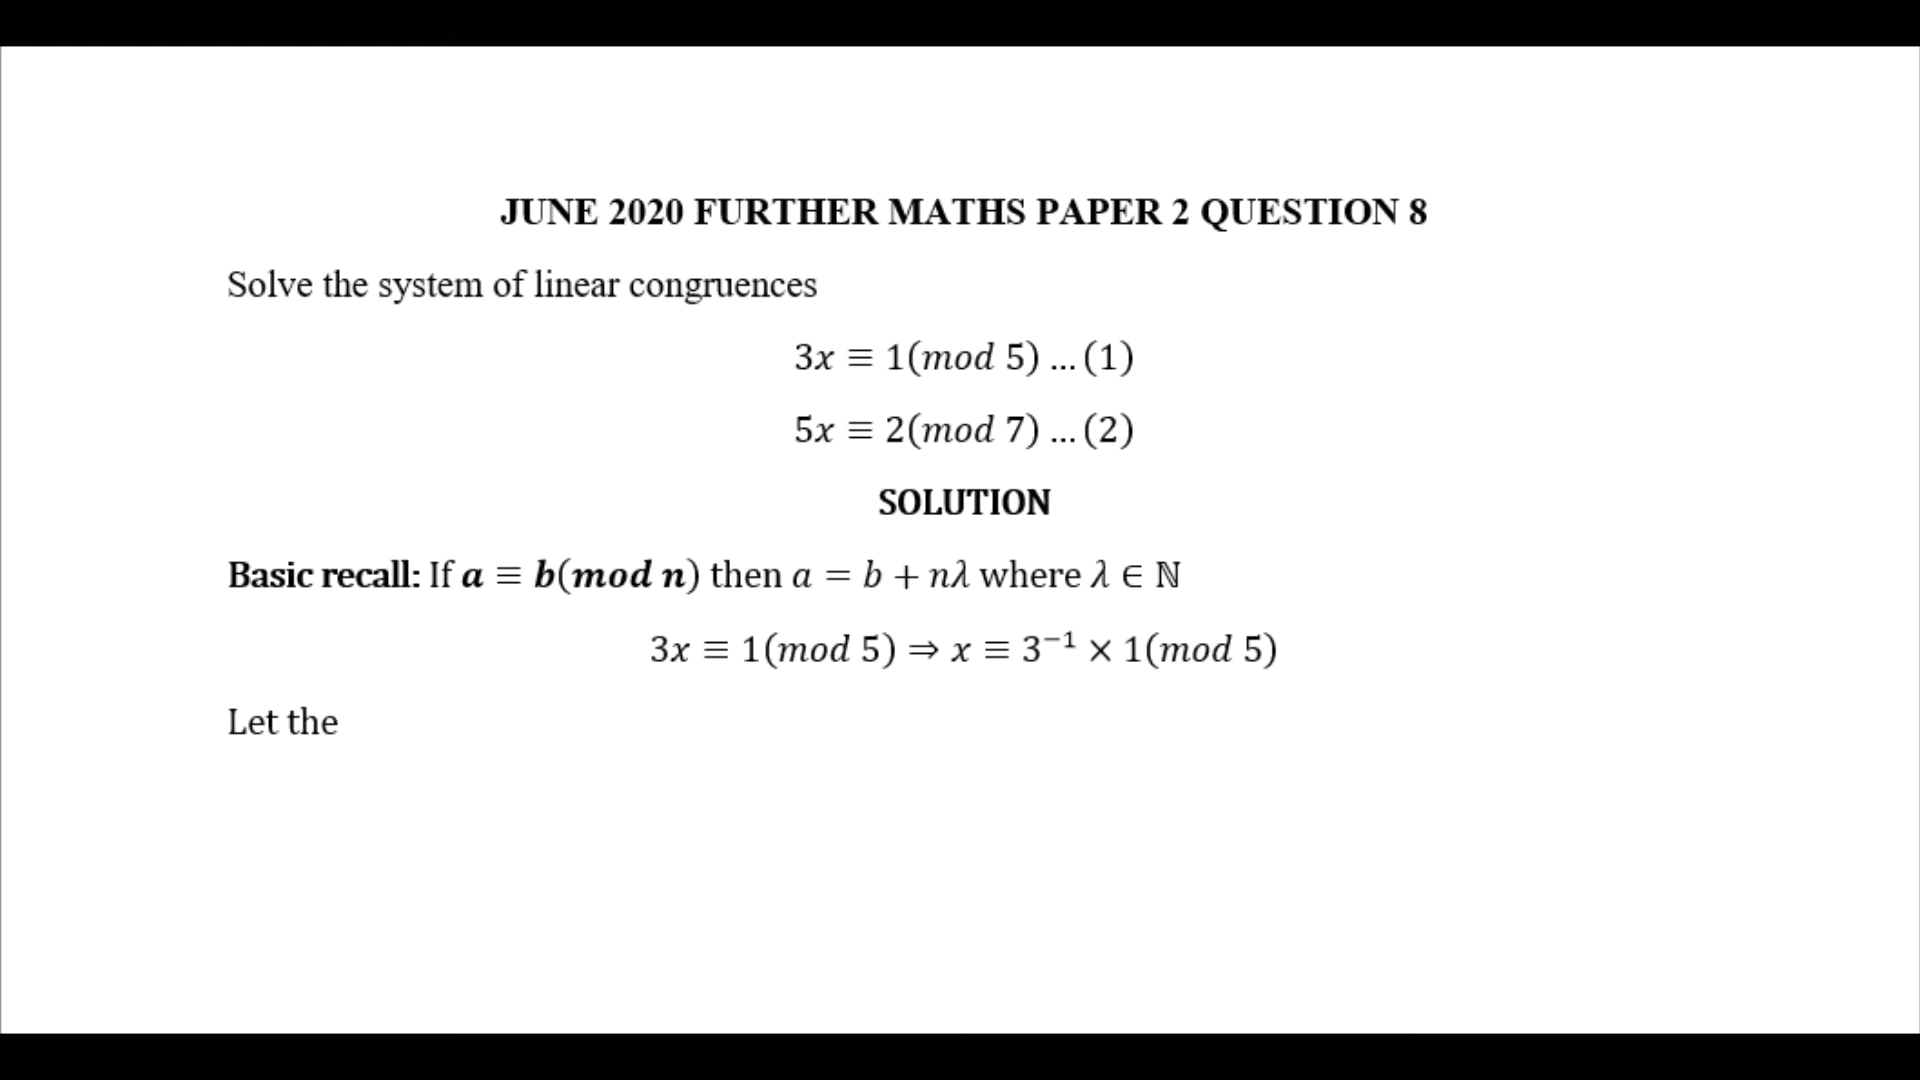 JUNE 2020 FURTHER MATHS PAPER 2 QUESTION 8
Solve the system of linear congruences
3x ≡ 1(mod 5) … (1)
5x ≡ 2(mod 7) … (2)
SOLUTION
Basic recall: If a ≡ b(mod n) then a = b + nλ where λ ∈ ℕ
3x ≡ 1(mod 5) ⇒ x ≡ 3⁻¹ × 1(mod 5)
Let the